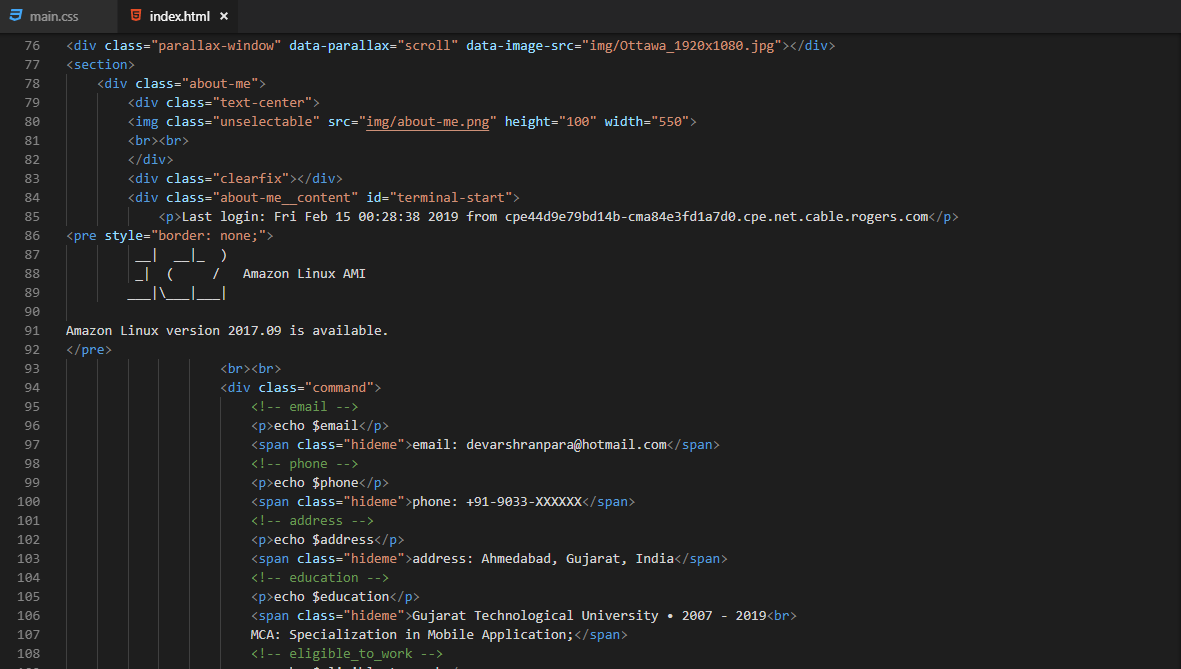 main.css index.html ×
76 <div class="parallax-window" data-parallax="scroll" data-image-src="img/Ottawa_1920x1080.jpg"></div>
77 <section>
78     <div class="about-me">
79         <div class="text-center">
80         <img class="unselectable" src="img/about-me.png" height="100" width="550">
81         <br><br>
82         </div>
83         <div class="clearfix"></div>
84         <div class="about-me__content" id="terminal-start">
85             <p>Last login: Fri Feb 15 00:28:38 2019 from cpe44d9e79bd14b-cma84e3fd1a7d0.cpe.net.cable.rogers.com</p>
86 <pre style="border: none;">
87          __|  __|_  )
88          _|  (     /   Amazon Linux AMI
89         ___|\___|___|
90
91 Amazon Linux version 2017.09 is available.
92 </pre>
93                     <br><br>
94                     <div class="command">
95                         <!-- email -->
96                         <p>echo $email</p>
97                         <span class="hideme">email: devarshranpara@hotmail.com</span>
98                         <!-- phone -->
99                         <p>echo $phone</p>
100                         <span class="hideme">phone: +91-9033-XXXXXX</span>
101                         <!-- address -->
102                         <p>echo $address</p>
103                         <span class="hideme">address: Ahmedabad, Gujarat, India</span>
104                         <!-- education -->
105                         <p>echo $education</p>
106                         <span class="hideme">Gujarat Technological University • 2007 - 2019<br>
107                         MCA: Specialization in Mobile Application;</span>
108                         <!-- eligible_to_work -->